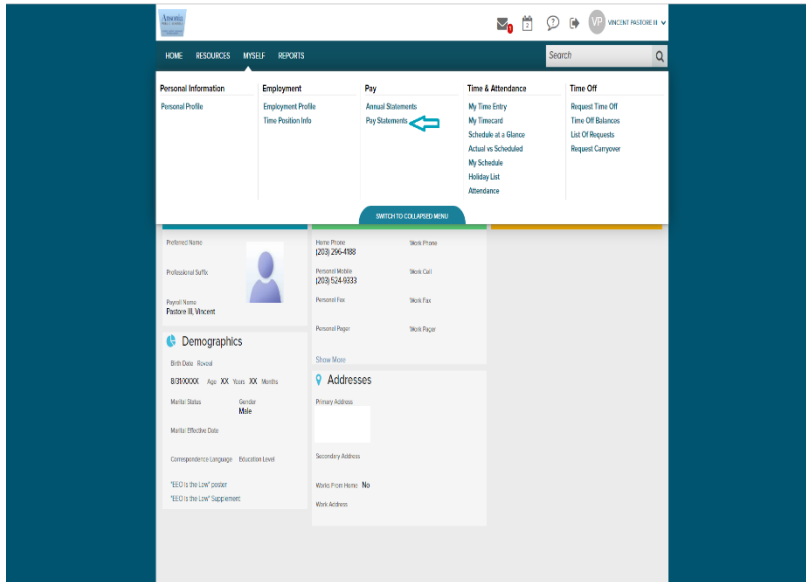 Ansonia
1
2
?
VP
VINCENT PASTORE III
HOME RESOURCES MYSELF REPORTS
Search
Personal Information
Personal Profile
Employment
Employment Profile
Time Position Info
Pay
Annual Statements
Pay Statements
Time & Attendance
My Time Entry
My Timecard
Schedule at a Glance
Actual vs Scheduled
My Schedule
Holiday List
Attendance
Time Off
Request Time Off
Time Off Balances
List Of Requests
Request Carryover
SWITCH TO COLLAPSED MENU
Preferred Name
Professional Suffix
Payroll Name
Pastore III, Vincent
Demographics
Birth Date Reveal
8/31/XXXX Age XX Years XX Months
Marital Status Gender
Male
Marital Effective Date
Correspondence Language Education Level
"EEO Is the Law" poster
"EEO Is the Law" Supplement
Home Phone Work Phone
(203) 296-4188
Personal Mobile Work Cell
(203) 524-9333
Personal Fax Work Fax
Personal Pager Work Pager
Show More
Addresses
Primary Address
Secondary Address
Works From Home No
Work Address